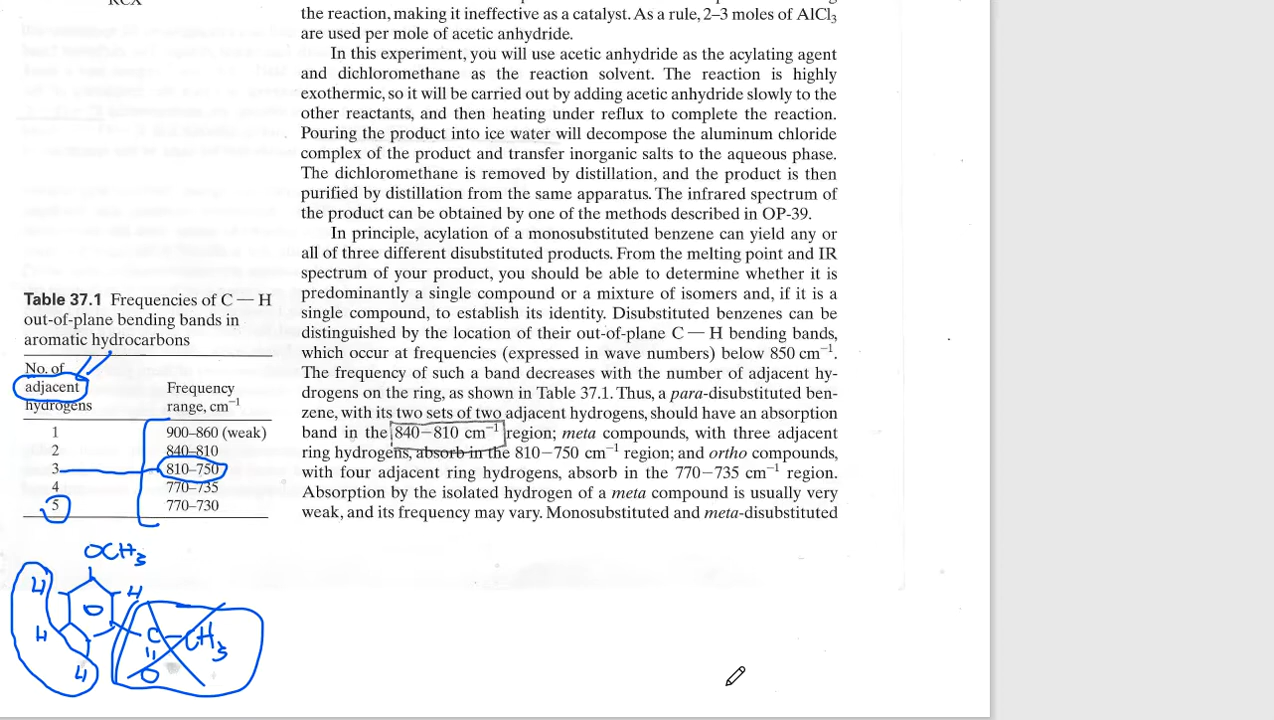 the reaction, making it ineffective as a catalyst. As a rule, 2–3 moles of AlCl3
are used per mole of acetic anhydride.
In this experiment, you will use acetic anhydride as the acylating agent
and dichloromethane as the reaction solvent. The reaction is highly
exothermic, so it will be carried out by adding acetic anhydride slowly to the
other reactants, and then heating under reflux to complete the reaction.
Pouring the product into ice water will decompose the aluminum chloride
complex of the product and transfer inorganic salts to the aqueous phase.
The dichloromethane is removed by distillation, and the product is then
purified by distillation from the same apparatus. The infrared spectrum of
the product can be obtained by one of the methods described in OP-39.
In principle, acylation of a monosubstituted benzene can yield any or
all of three different disubstituted products. From the melting point and IR
spectrum of your product, you should be able to determine whether it is
predominantly a single compound or a mixture of isomers and, if it is a
single compound, to establish its identity. Disubstituted benzenes can be
distinguished by the location of their out-of-plane C—H bending bands,
which occur at frequencies (expressed in wave numbers) below 850 cm⁻¹.
The frequency of such a band decreases with the number of adjacent hy-
drogens on the ring, as shown in Table 37.1. Thus, a para-disubstituted ben-
zene, with its two sets of two adjacent hydrogens, should have an absorption
band in the 840–810 cm⁻¹ region; meta compounds, with three adjacent
ring hydrogens, absorb in the 810–750 cm⁻¹ region; and ortho compounds,
with four adjacent ring hydrogens, absorb in the 770–735 cm⁻¹ region.
Absorption by the isolated hydrogen of a meta compound is usually very
weak, and its frequency may vary. Monosubstituted and meta-disubstituted
Table 37.1 Frequencies of C—H
out-of-plane bending bands in
aromatic hydrocarbons
No. of
adjacent Frequency
hydrogens range, cm⁻¹
1 900–860 (weak)
2 840–810
3 810–750
4 770–735
5 770–730
OCH3
H H
H C CH3
H O